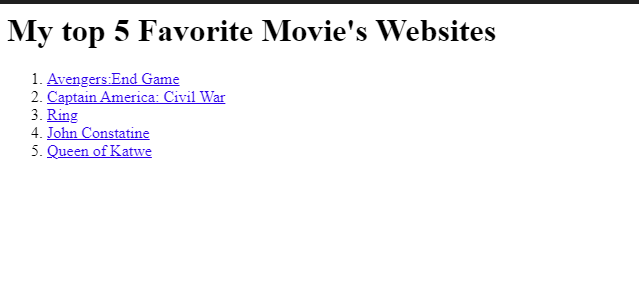 My top 5 Favorite Movie's Websites
1. Avengers:End Game
2. Captain America: Civil War
3. Ring
4. John Constatine
5. Queen of Katwe